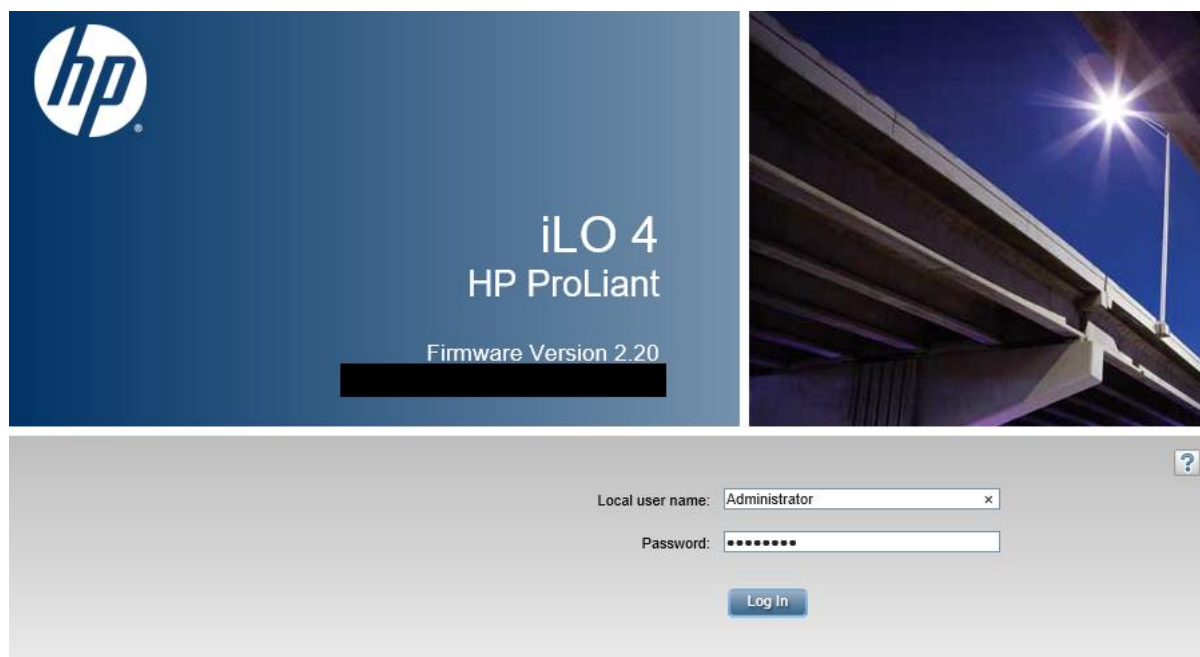 hp
iLO 4
HP ProLiant
Firmware Version 2.20
?
Local user name: Administrator ×
Password: ••••••••
Log In